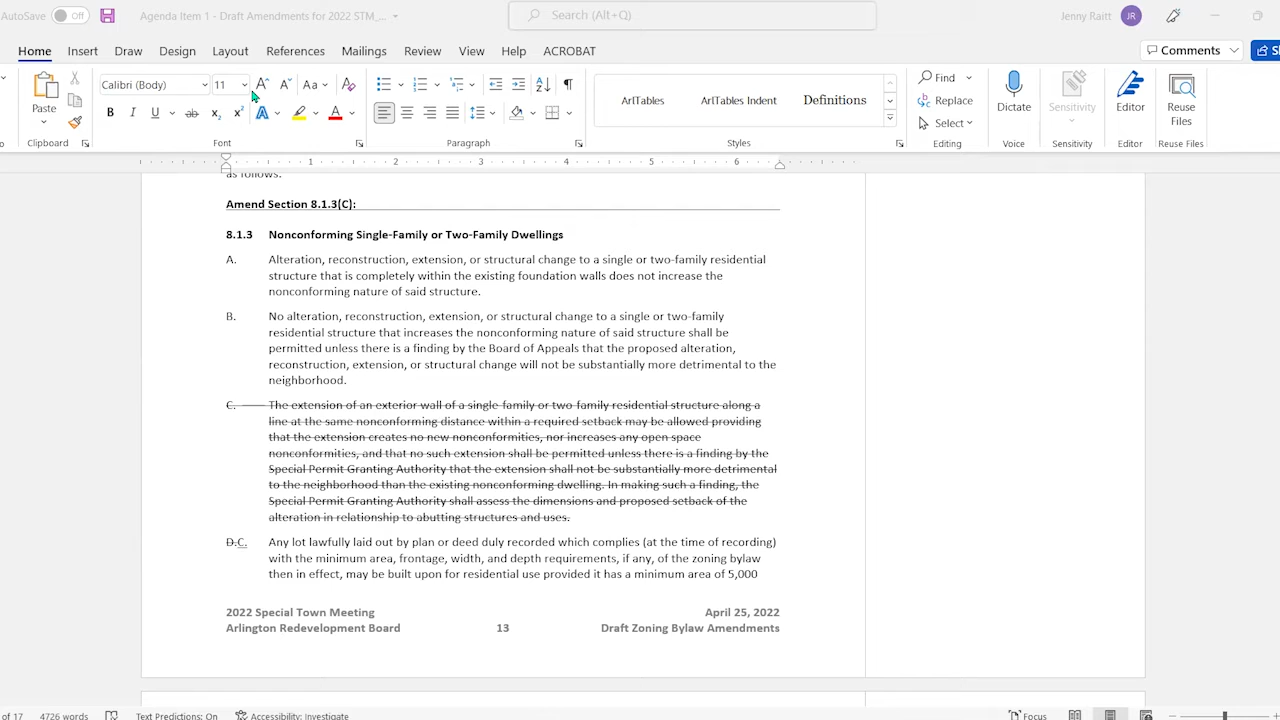 AutoSave Off Agenda Item 1 - Draft Amendments for 2022 STM_... Search (Alt+Q) Jenny Raitt JR
Home Insert Draw Design Layout References Mailings Review View Help ACROBAT Comments
Calibri (Body) 11 Aa
Paste B I U ab x2 x2 A A
ArlTables ArlTables Indent Definitions
Find
Replace
Select
Dictate Sensitivity Editor Reuse Files
Clipboard Font Paragraph Styles Editing Voice Sensitivity Editor Reuse Files
1 2 3 4 5 6
as follows.
Amend Section 8.1.3(C):
8.1.3 Nonconforming Single-Family or Two-Family Dwellings
A. Alteration, reconstruction, extension, or structural change to a single or two-family residential
structure that is completely within the existing foundation walls does not increase the
nonconforming nature of said structure.
B. No alteration, reconstruction, extension, or structural change to a single or two-family
residential structure that increases the nonconforming nature of said structure shall be
permitted unless there is a finding by the Board of Appeals that the proposed alteration,
reconstruction, extension, or structural change will not be substantially more detrimental to the
neighborhood.
C. The extension of an exterior wall of a single-family or two-family residential structure along a
line at the same nonconforming distance within a required setback may be allowed providing
that the extension creates no new nonconformities, nor increases any open space
nonconformities, and that no such extension shall be permitted unless there is a finding by the
Special Permit Granting Authority that the extension shall not be substantially more detrimental
to the neighborhood than the existing nonconforming dwelling. In making such a finding, the
Special Permit Granting Authority shall assess the dimensions and proposed setback of the
alteration in relationship to abutting structures and uses.
D.C. Any lot lawfully laid out by plan or deed duly recorded which complies (at the time of recording)
with the minimum area, frontage, width, and depth requirements, if any, of the zoning bylaw
then in effect, may be built upon for residential use provided it has a minimum area of 5,000
2022 Special Town Meeting April 25, 2022
Arlington Redevelopment Board 13 Draft Zoning Bylaw Amendments
of 17 4726 words Text Predictions: On Accessibility: Investigate Focus